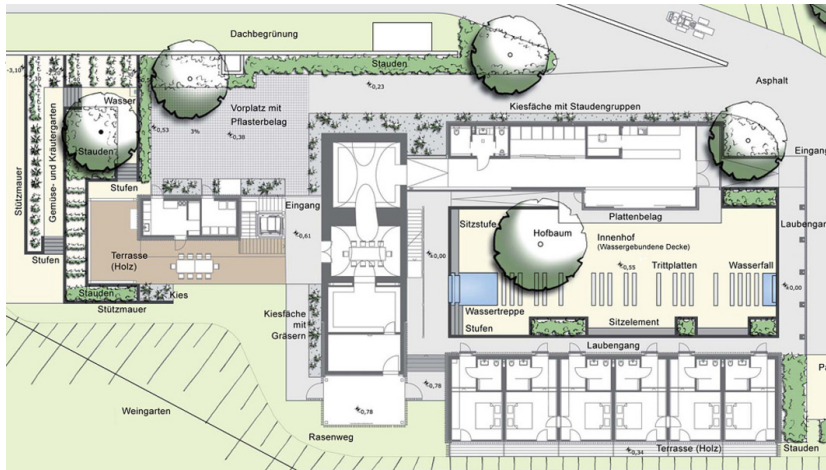 Dachbegrünung
Stauden
Asphalt
-3,10
0,23
Wasser
Vorplatz mit
Pflasterbelag
0,53
3%
0,38
Kiesfäche mit Staudengruppen
Stützmauer
Gemüse- und Kräutergarten
Stauden
Stufen
Eingang
Eingang
0,61
Plattenbelag
Laubengang
Sitzstufe
Hofbaum
Innenhof
(Wassergebundene Decke)
Terrasse
(Holz)
Stufen
±0,00
0,55
Trittplatten
Wasserfall
±0,00
Stauden
Kies
Stützmauer
Kiesfläche
mit
Gräsern
Wassertreppe
Stufen
Sitzelement
Laubengang
0,78
0,78
Weingarten
Rasenweg
Terrasse (Holz)
0,34
Stauden